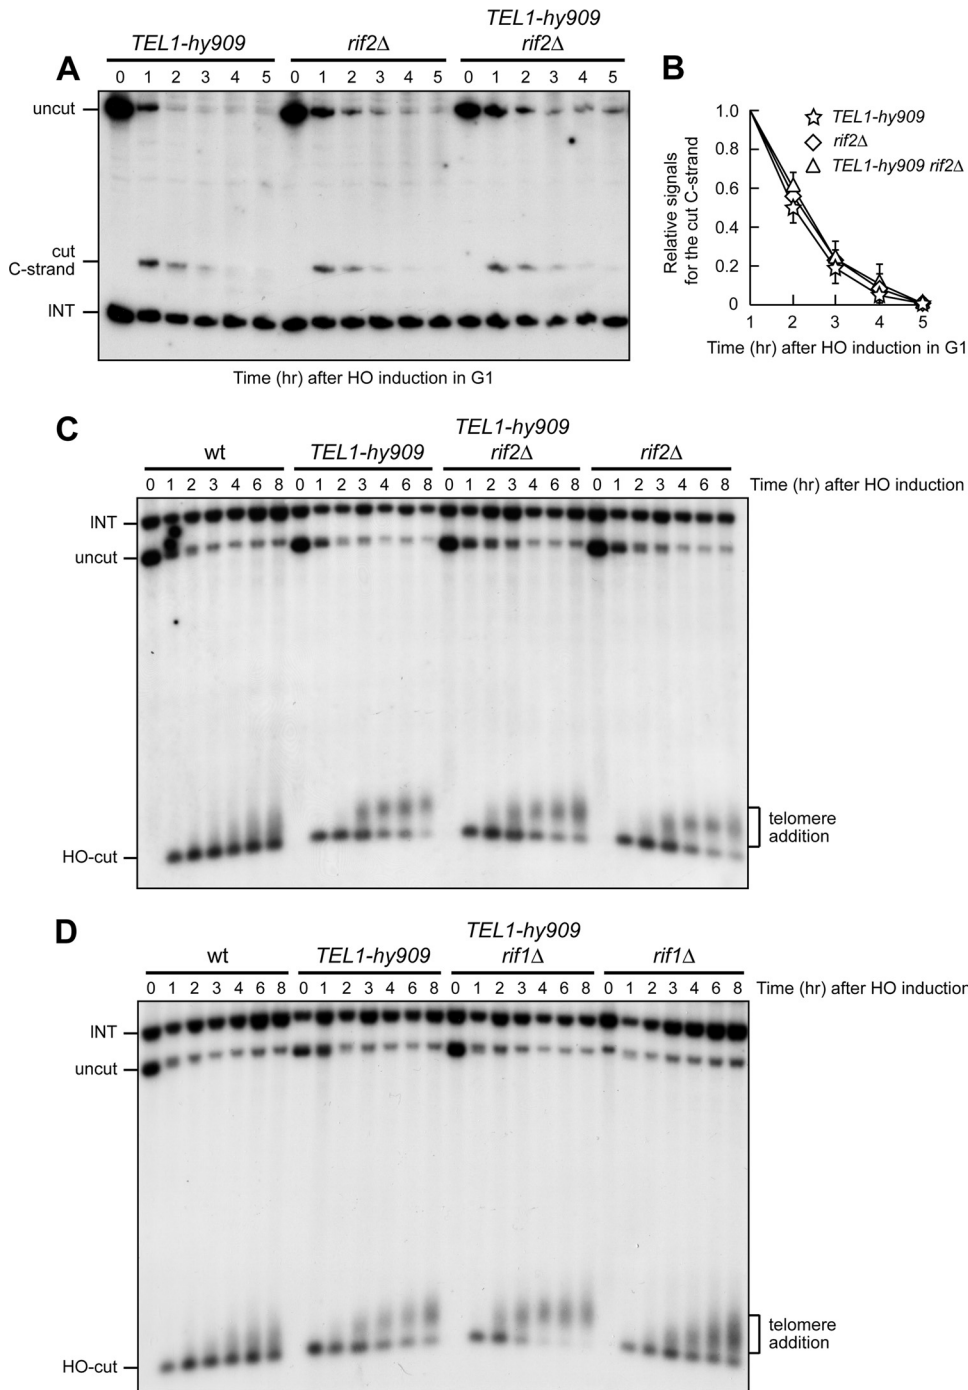 TEL1-hy909
TEL1-hy909 rif2Δ rif2Δ
A 0 1 2 3 4 5 0 1 2 3 4 5 0 1 2 3 4 5
uncut
cut
C-strand
INT
Time (hr) after HO induction in G1
B
Relative signals
for the cut C-strand
1.0
0.8
0.6
0.4
0.2
0
TEL1-hy909
rif2Δ
TEL1-hy909 rif2Δ
1 2 3 4 5
Time (hr) after HO induction in G1
C
TEL1-hy909
wt TEL1-hy909 rif2Δ rif2Δ
0 1 2 3 4 6 8 0 1 2 3 4 6 8 0 1 2 3 4 6 8 0 1 2 3 4 6 8 Time (hr) after HO induction
INT
uncut
telomere
addition
HO-cut
D
TEL1-hy909
wt TEL1-hy909 rif1Δ rif1Δ
0 1 2 3 4 6 8 0 1 2 3 4 6 8 0 1 2 3 4 6 8 0 1 2 3 4 6 8 Time (hr) after HO induction
INT
uncut
telomere
addition
HO-cut